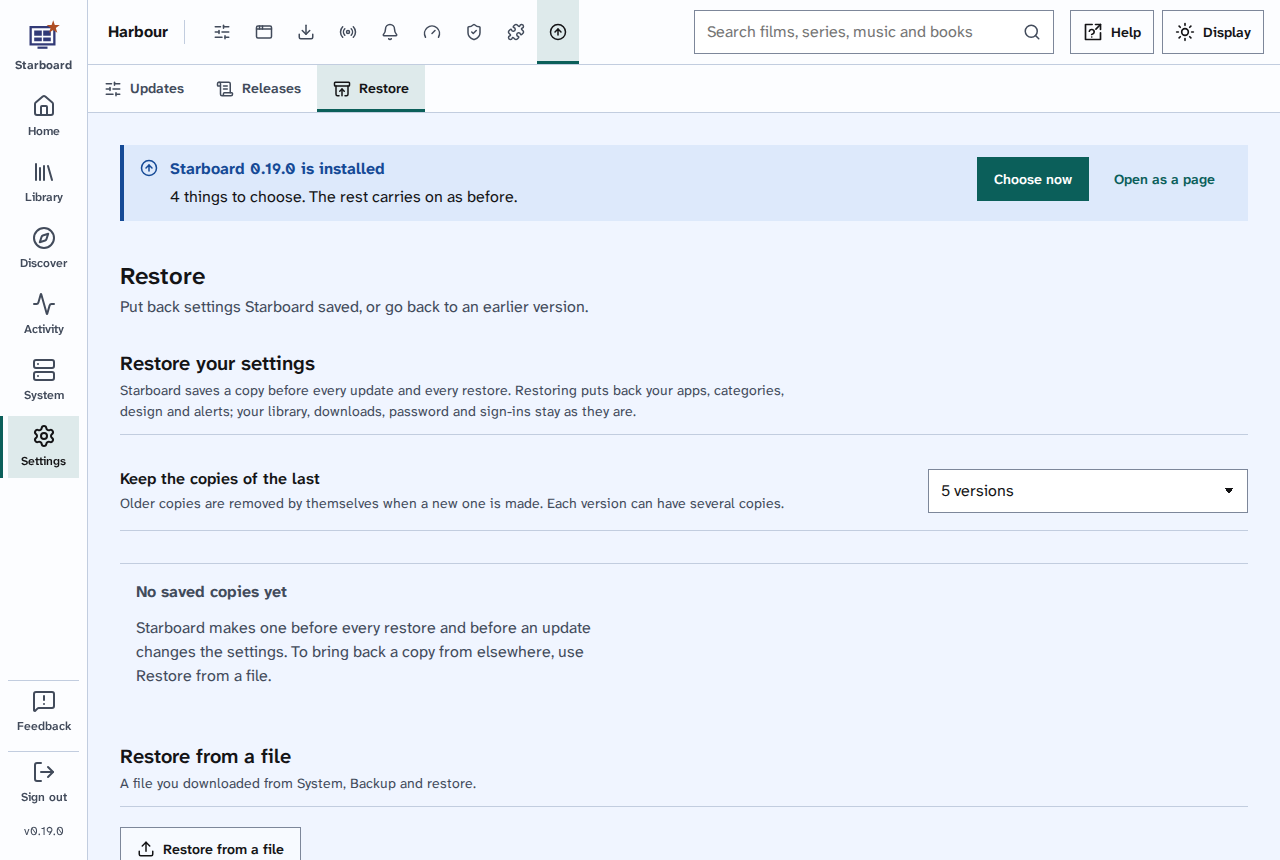 Starboard
Harbour
Search films, series, music and books
Help
Display
Updates
Releases
Restore
Home
Library
Discover
Activity
System
Settings
Feedback
Sign out
v0.19.0
Starboard 0.19.0 is installed
4 things to choose. The rest carries on as before.
Choose now
Open as a page
Restore
Put back settings Starboard saved, or go back to an earlier version.
Restore your settings
Starboard saves a copy before every update and every restore. Restoring puts back your apps, categories,
design and alerts; your library, downloads, password and sign-ins stay as they are.
Keep the copies of the last
Older copies are removed by themselves when a new one is made. Each version can have several copies.
5 versions
No saved copies yet
Starboard makes one before every restore and before an update
changes the settings. To bring back a copy from elsewhere, use
Restore from a file.
Restore from a file
A file you downloaded from System, Backup and restore.
Restore from a file